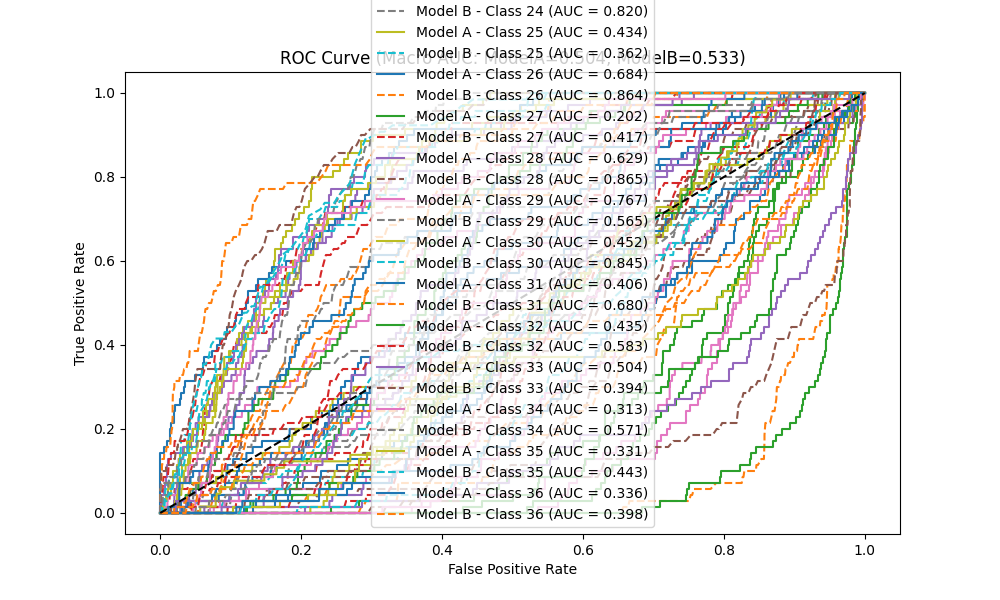 Model B - Class 24 (AUC = 0.820)
Model A - Class 25 (AUC = 0.434)
Model B - Class 25 (AUC = 0.362)
ROC Curve (Macro AUC: ModelA=0.504, ModelB=0.533)
Model A - Class 26 (AUC = 0.684)
Model B - Class 26 (AUC = 0.864)
Model A - Class 27 (AUC = 0.202)
Model B - Class 27 (AUC = 0.417)
Model A - Class 28 (AUC = 0.629)
Model B - Class 28 (AUC = 0.865)
Model A - Class 29 (AUC = 0.767)
Model B - Class 29 (AUC = 0.565)
Model A - Class 30 (AUC = 0.452)
Model B - Class 30 (AUC = 0.845)
Model A - Class 31 (AUC = 0.406)
Model B - Class 31 (AUC = 0.680)
Model A - Class 32 (AUC = 0.435)
Model B - Class 32 (AUC = 0.583)
Model A - Class 33 (AUC = 0.504)
Model B - Class 33 (AUC = 0.394)
Model A - Class 34 (AUC = 0.313)
Model B - Class 34 (AUC = 0.571)
Model A - Class 35 (AUC = 0.331)
Model B - Class 35 (AUC = 0.443)
Model A - Class 36 (AUC = 0.336)
Model B - Class 36 (AUC = 0.398)
True Positive Rate
1.0
0.8
0.6
0.4
0.2
0.0
0.0 0.2 0.4 0.6 0.8 1.0
False Positive Rate